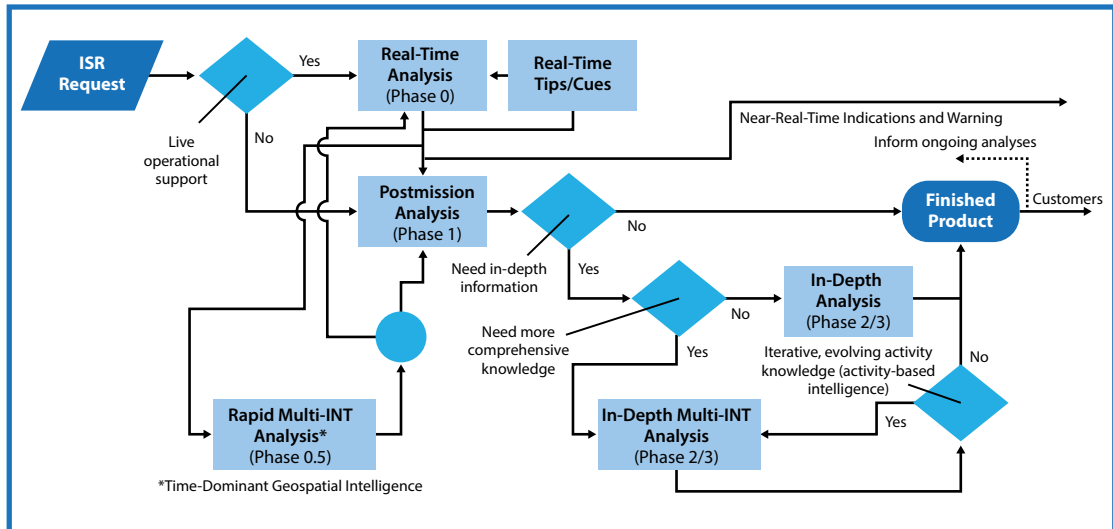 ISR
Request
Yes
Real-Time
Analysis
(Phase 0)
Real-Time
Tips/Cues
Live
operational
support
No
Near-Real-Time Indications and Warning
Inform ongoing analyses
Postmission
Analysis
(Phase 1)
No
Finished
Product
Customers
Need in-depth
information
Yes
In-Depth
Analysis
(Phase 2/3)
No
Need more
comprehensive
knowledge
Yes
Iterative, evolving activity
knowledge (activity-based
intelligence)
No
Rapid Multi-INT
Analysis*
(Phase 0.5)
In-Depth Multi-INT
Analysis
(Phase 2/3)
Yes
*Time-Dominant Geospatial Intelligence